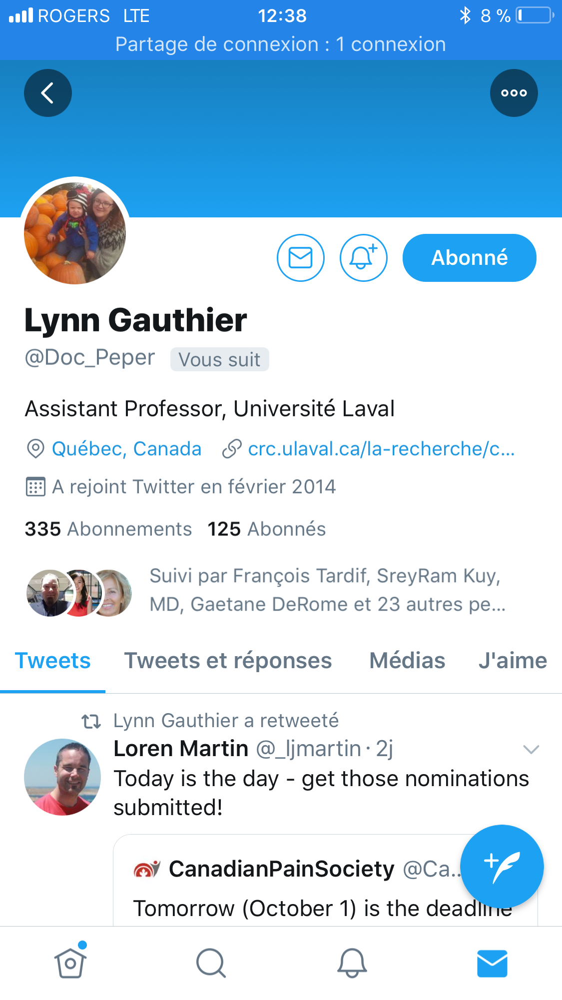 ROGERS LTE 12:38 8 %
Partage de connexion : 1 connexion
Abonné
Lynn Gauthier
@Doc_Peper Vous suit
Assistant Professor, Université Laval
Québec, Canada crc.ulaval.ca/la-recherche/c...
A rejoint Twitter en février 2014
335 Abonnements 125 Abonnés
Suivi par François Tardif, SreyRam Kuy,
MD, Gaetane DeRome et 23 autres pe...
Tweets Tweets et réponses Médias J'aime
Lynn Gauthier a retweeté
Loren Martin @_ljmartin · 2j
Today is the day - get those nominations
submitted!
CanadianPainSociety @Ca..
Tomorrow (October 1) is the deadline